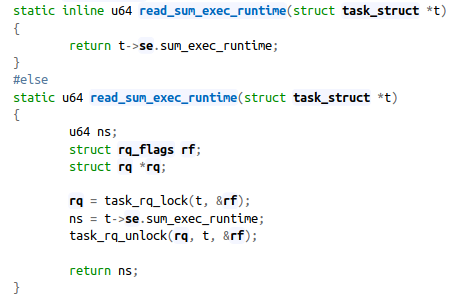 static inline u64 read_sum_exec_runtime(struct task_struct *t)
{
        return t->se.sum_exec_runtime;
}
#else
static u64 read_sum_exec_runtime(struct task_struct *t)
{
        u64 ns;
        struct rq_flags rf;
        struct rq *rq;

        rq = task_rq_lock(t, &rf);
        ns = t->se.sum_exec_runtime;
        task_rq_unlock(rq, t, &rf);

        return ns;
}